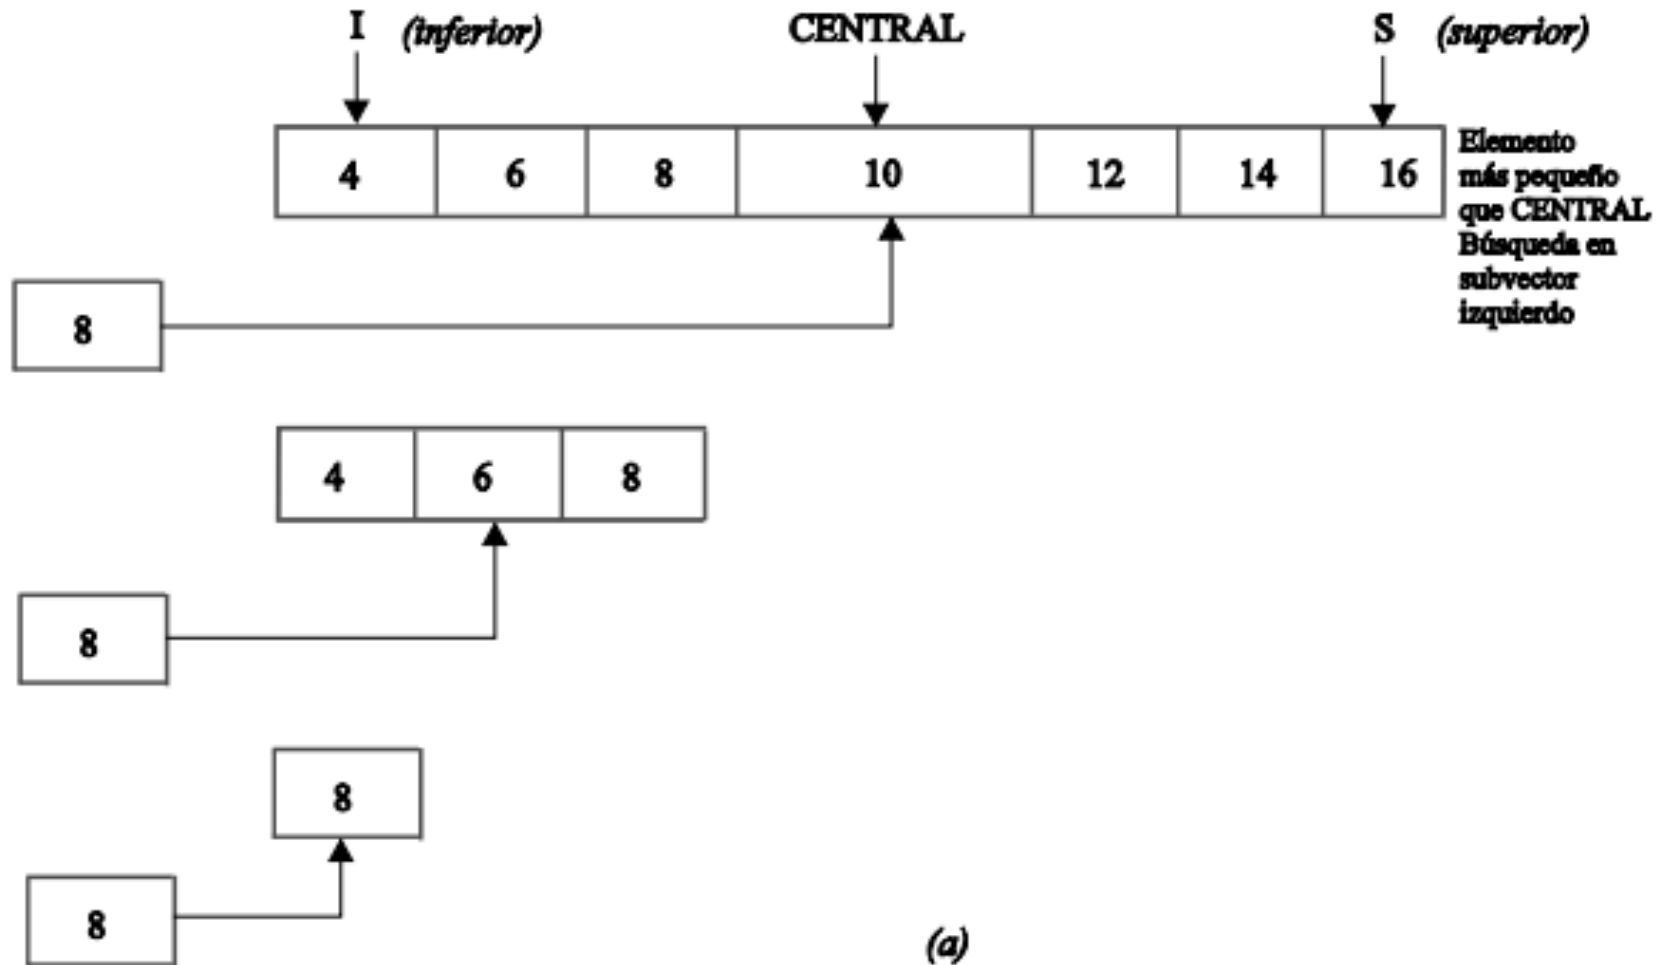 I (inferior) CENTRAL S (superior)
4 6 8 10 12 14 16
Elemento
más pequeño
que CENTRAL
Búsqueda en
subvector
izquierdo
8
4 6 8
8
8
8
(a)